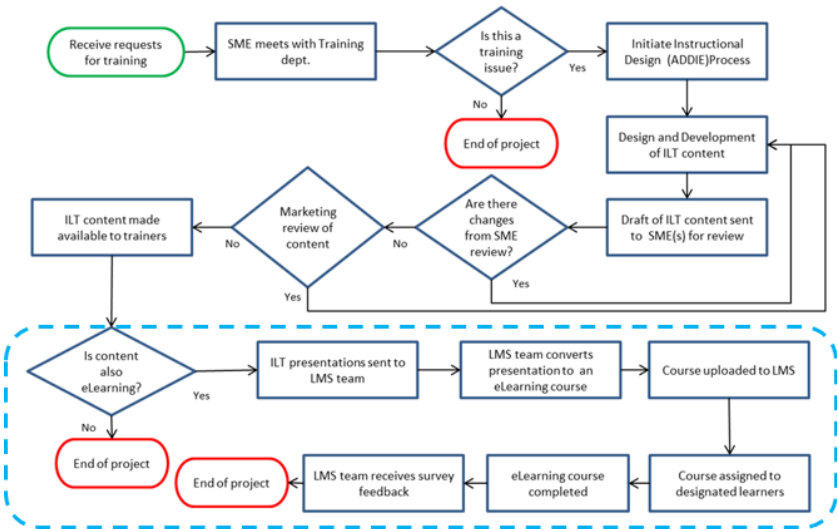 Receive requests
for training
SME meets with Training
dept.
Is this a
training
issue?
Yes
Initiate Instructional
Design (ADDIE)Process
No
End of project
Design and Development
of ILT content
ILT content made
available to trainers
No
Marketing
review of
content
No
Are there
changes
from SME
review?
Draft of ILT content sent
to SME(s) for review
Yes
Yes
Is content
also
eLearning?
Yes
ILT presentations sent to
LMS team
LMS team converts
presentation to an
eLearning course
Course uploaded to LMS
No
End of project
End of project
LMS team receives survey
feedback
eLearning course
completed
Course assigned to
designated learners